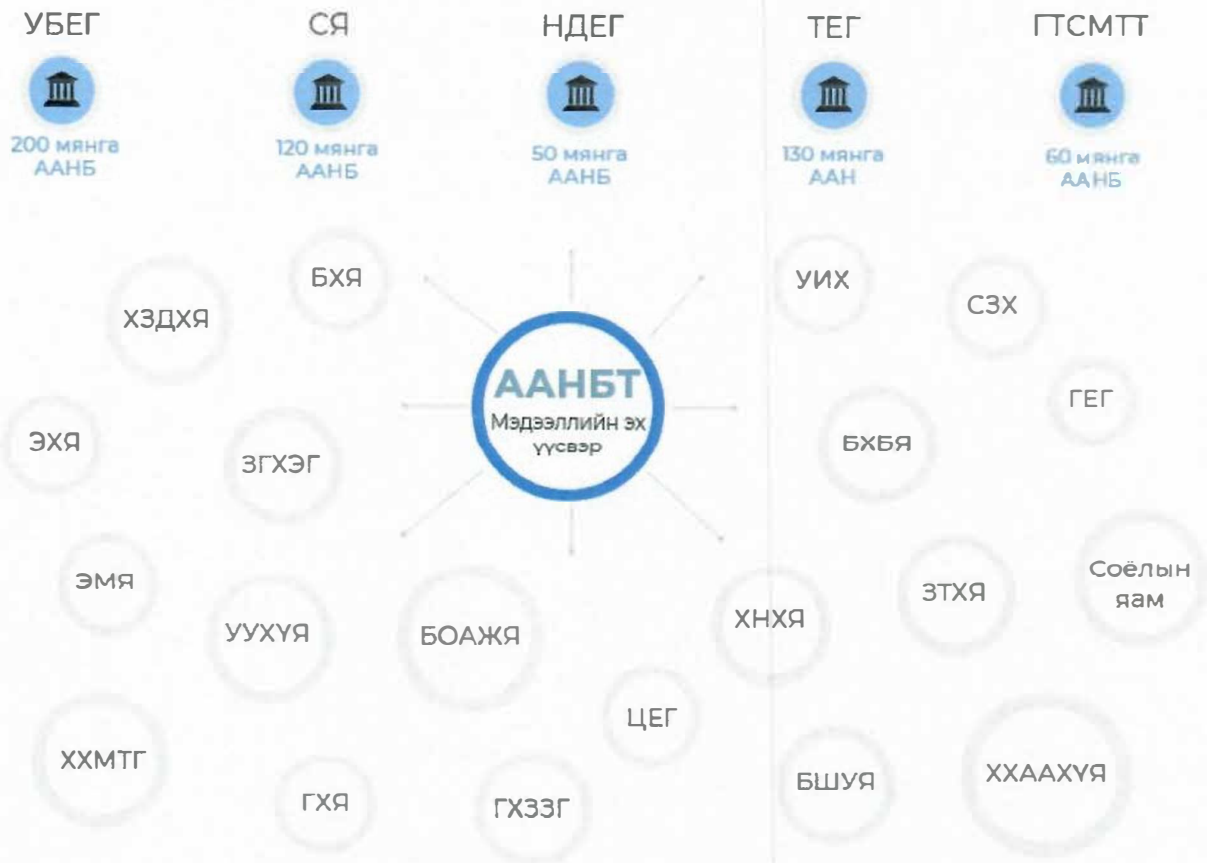 УБЕГ
СЯ
НДЕГ
ТЕГ
ГТСМТТ
200 мянга
ААНБ
120 мянга
ААНБ
50 мянга
ААНБ
130 мянга
ААН
60 мянга
ААНБ
БХЯ
УИХ
ХЗДХЯ
СЗХ
ААНБТ
Мэдээллийн эх
үүсвэр
ГЕГ
ЭХЯ
ЗГХЭГ
БХБЯ
ЭМЯ
УУХҮЯ
БОАЖЯ
ХНХЯ
ЗТХЯ
Соёлын
яам
ЦЕГ
ХХМТГ
ГХЯ
ГХЗЗГ
БШУЯ
ХХААХҮЯ